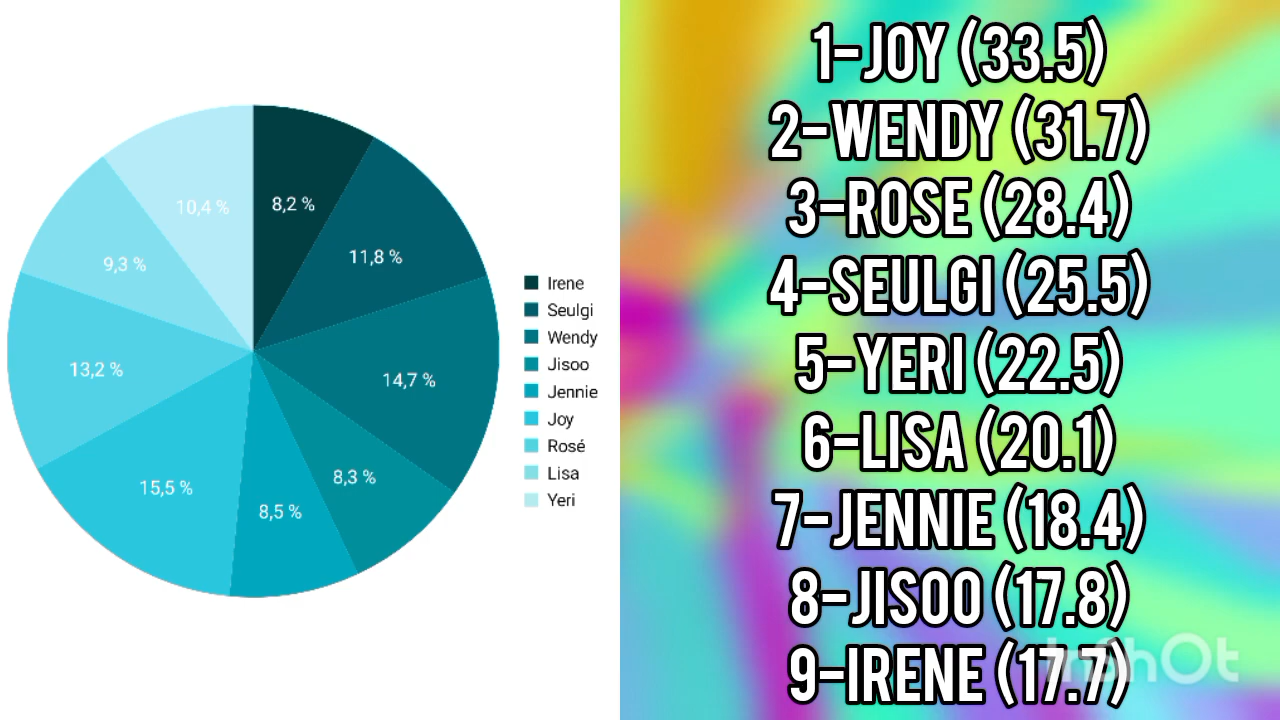 8,2 %
11,8 %
14,7 %
8,3 %
8,5 %
15,5 %
13,2 %
9,3 %
10,4 %
Irene
Seulgi
Wendy
Jisoo
Jennie
Joy
Rosé
Lisa
Yeri
1-JOY (33.5)
2-WENDY (31.7)
3-ROSE (28.4)
4-SEULGI (25.5)
5-YERI (22.5)
6-LISA (20.1)
7-JENNIE (18.4)
8-JISOO (17.8)
9-IRENE (17.7)
InShOt